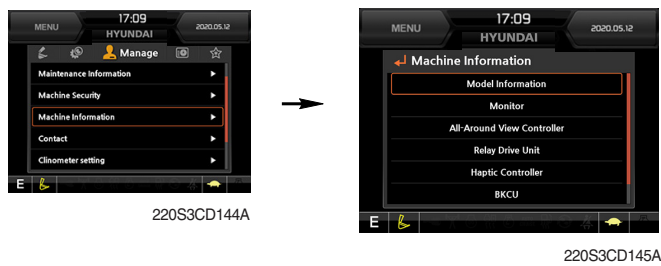 MENU 17:09 2020.05.12
HYUNDAI
Manage
Maintenance Information
Machine Security
Machine Information
Contact
Clinometer setting
E
220S3CD144A
MENU 17:09 2020.05.12
HYUNDAI
Machine Information
Model Information
Monitor
All-Around View Controller
Relay Drive Unit
Haptic Controller
BKCU
E
220S3CD145A